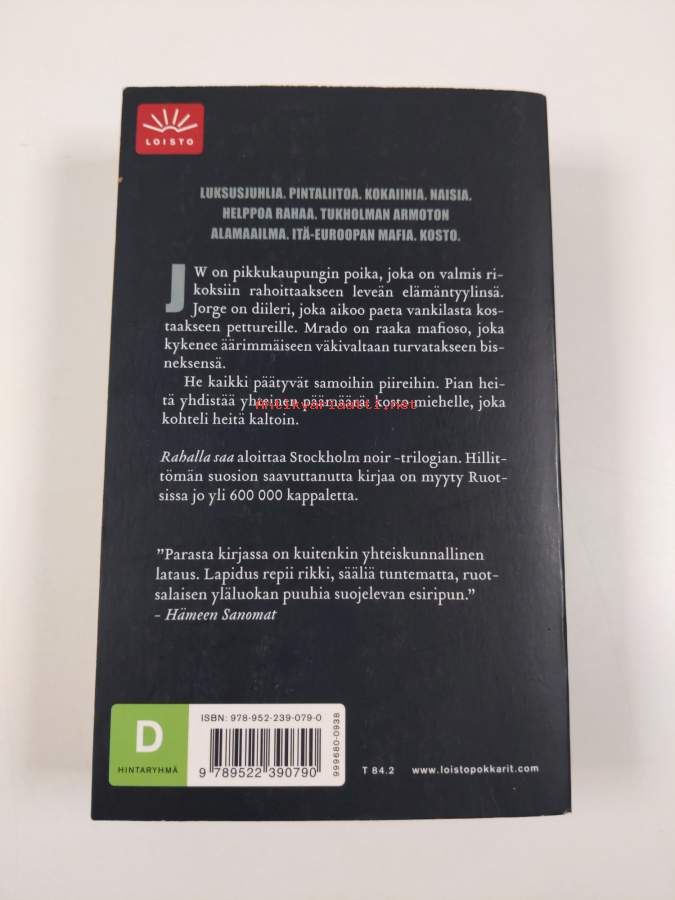 LOISTO
LUKSUSJUHLIA. PINTALIITOA. KOKAIINIA. NAISIA.
HELPPOA RAHAA. TUKHOLMAN ARMOTON
ALAMAAILMA. ITÄ-EUROOPAN MAFIA. KOSTO.
JW on pikkukaupungin poika, joka on valmis ri-
koksiin rahoittaakseen leveän elämäntyylinsä.
Jorge on diileri, joka aikoo paeta vankilasta kos-
taakseen pettureille. Mrado on raaka mafioso, joka
kykenee äärimmäiseen väkivaltaan turvatakseen bis-
neksensä.
He kaikki päätyvät samoihin piireihin. Pian hei-
tä yhdistää yhteinen päämäärä: kosto miehelle, joka
Antikvariaatti.net
kohteli heitä kaltoin.
Rahalla saa aloittaa Stockholm noir -trilogian. Hillit-
tömän suosion saavuttanutta kirjaa on myyty Ruot-
sissa jo yli 600 000 kappaletta.
"Parasta kirjassa on kuitenkin yhteiskunnallinen
lataus. Lapidus repii rikki, sääliä tuntematta, ruot-
salaisen yläluokan puuhia suojelevan esiripun."
- Hämeen Sanomat
D
HINTARYHMÄ
ISBN: 978-952-239-079-0
9 789522 390790
999680-0938
T 84.2
www.loistopokkarit.com